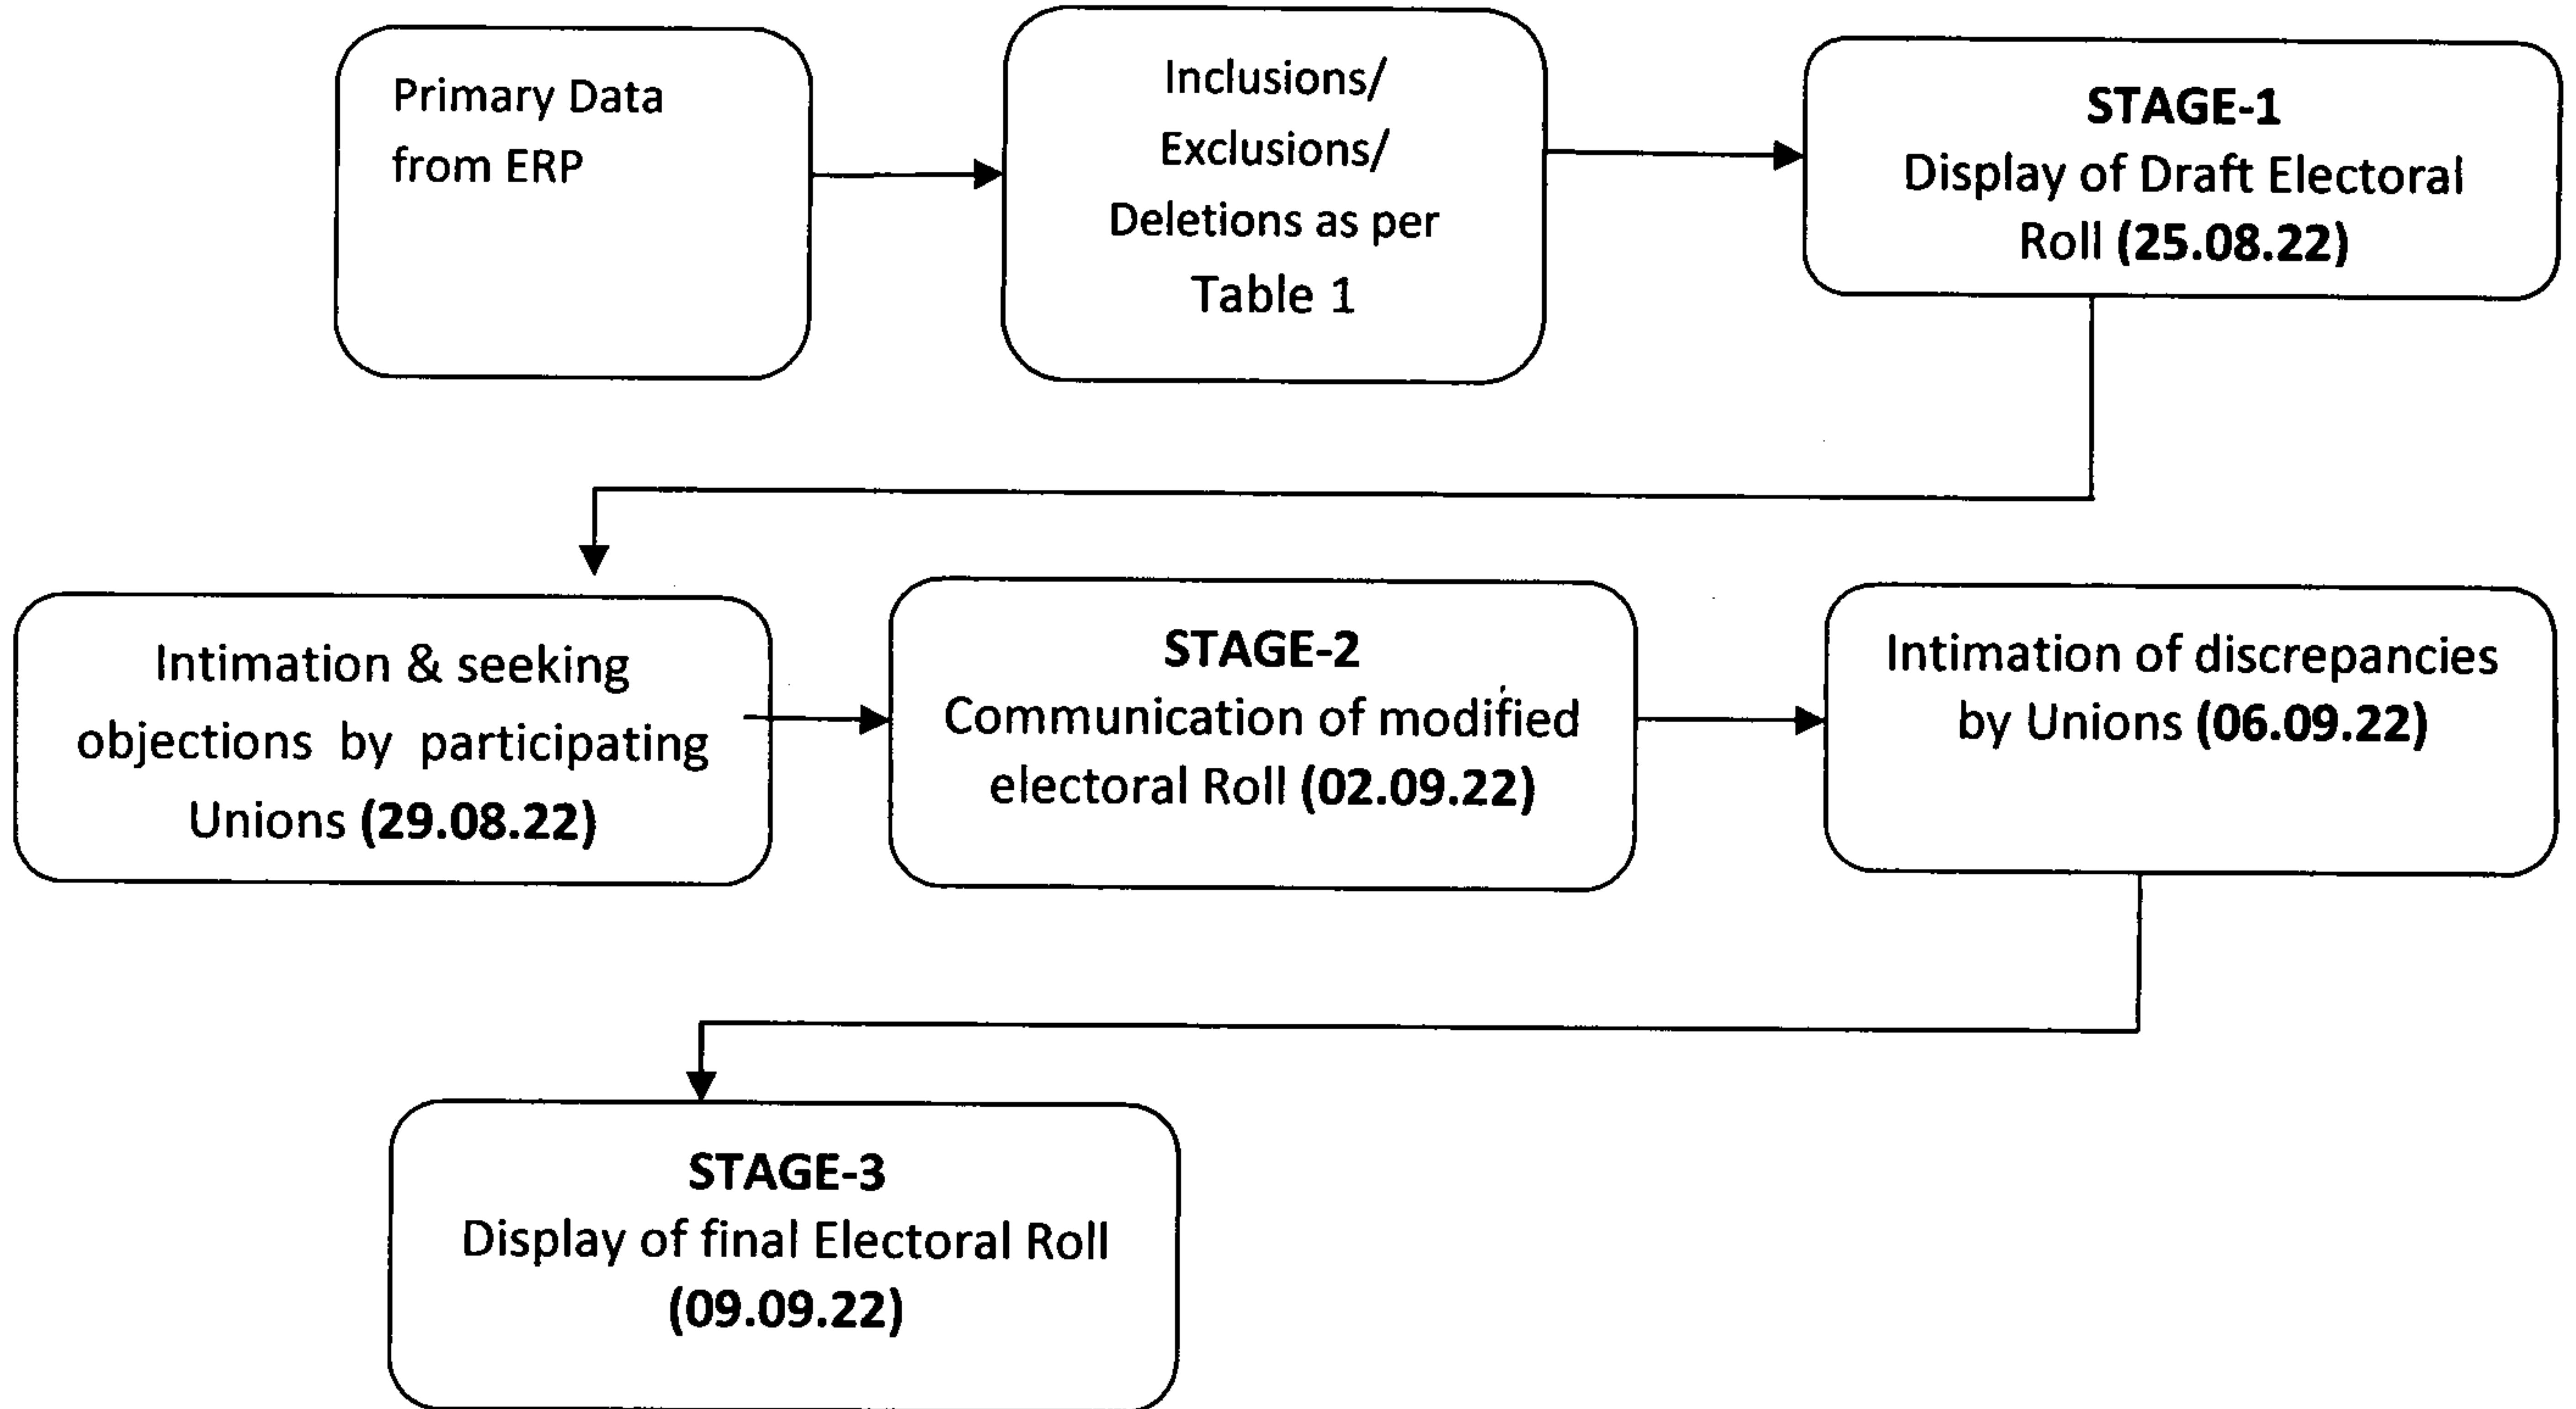 Primary Data
from ERP
Inclusions/
Exclusions/
Deletions as per
Table 1
STAGE-1
Display of Draft Electoral
Roll (25.08.22)
Intimation & seeking
objections by participating
Unions (29.08.22)
STAGE-2
Communication of modified
electoral Roll (02.09.22)
Intimation of discrepancies
by Unions (06.09.22)
STAGE-3
Display of final Electoral Roll
(09.09.22)